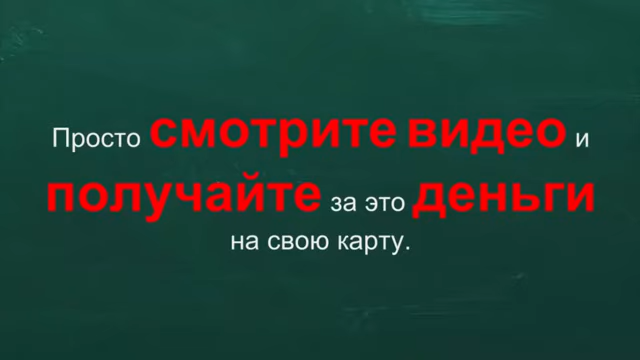 Просто смотрите видео и
получайте за это деньги
на свою карту.